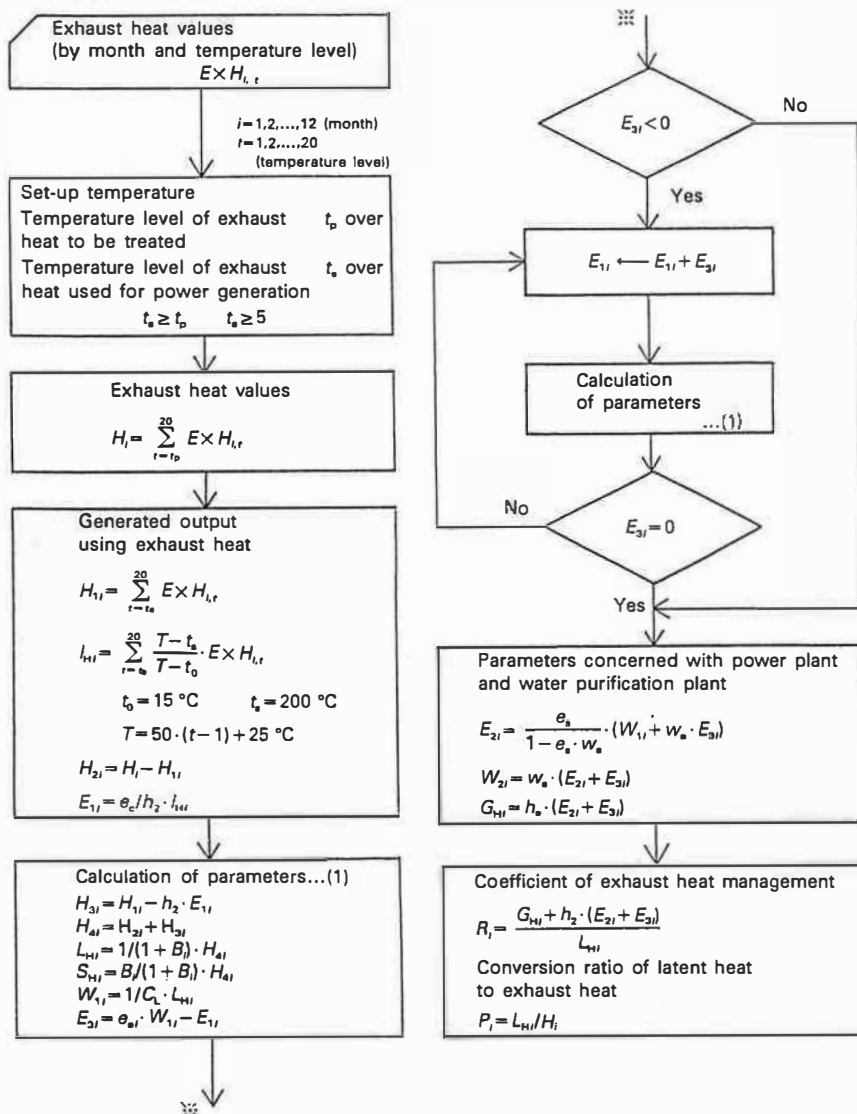 Exhaust heat values
(by month and temperature level)
E × H_{i, t}
i=1,2,...,12 (month)
t=1,2,...,20
(temperature level)
Set-up temperature
Temperature level of exhaust t_p over
heat to be treated
Temperature level of exhaust t_s over
heat used for power generation
t_s ≥ t_p t_s ≥ 5
Exhaust heat values
H_i = \sum_{t=t_p}^{20} E × H_{i,t}
Generated output
using exhaust heat
H_{1i} = \sum_{t=t_s}^{20} E × H_{i,t}
I_{Hi} = \sum_{t=t_s}^{20} \frac{T − t_s}{T − t_0} · E × H_{i,t}
t_0 = 15 °C t_s = 200 °C
T = 50 · (t − 1) + 25 °C
H_{2i} = H_i − H_{1i}
E_{1i} = e_c/h_2 · I_{Hi}
Calculation of parameters...(1)
H_{3i} = H_{1i} − h_2 · E_{1i}
H_{4i} = H_{2i} + H_{3i}
L_{Hi} = 1/(1 + B_i) · H_{4i}
S_{Hi} = B_i/(1 + B_i) · H_{4i}
W_{1i} = 1/C_L · L_{Hi}
E_{3i} = e_{si} · W_{1i} − E_{1i}
※
※
E_{3i} < 0
No
Yes
E_{1i} ← E_{1i} + E_{3i}
Calculation
of parameters
...(1)
No
E_{3i} = 0
Yes
Parameters concerned with power plant
and water purification plant
E_{2i} = \frac{e_s}{1 − e_s · w_s} · (W_{1i} + w_s · E_{3i})
W_{2i} = w_s · (E_{2i} + E_{3i})
G_{Hi} = h_s · (E_{2i} + E_{3i})
Coefficient of exhaust heat management
R_i = \frac{G_{Hi} + h_2 · (E_{2i} + E_{3i})}{L_{Hi}}
Conversion ratio of latent heat
to exhaust heat
P_i = L_{Hi}/H_i